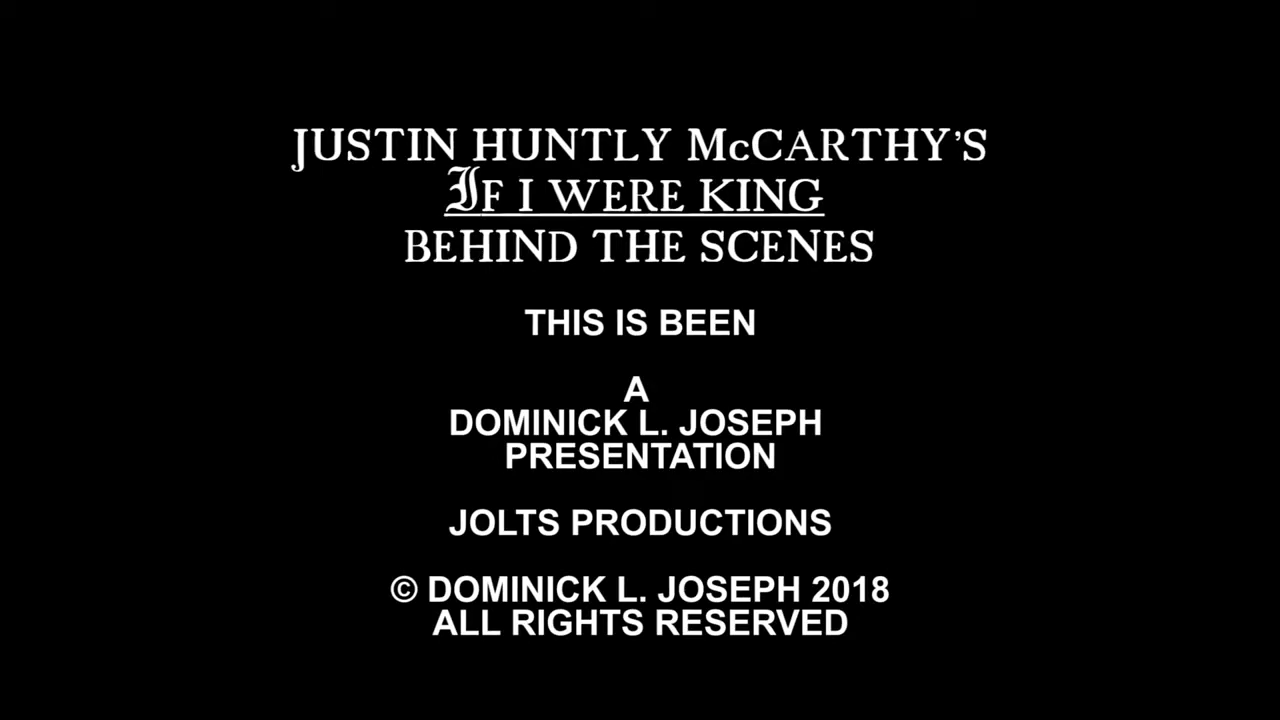 JUSTIN HUNTLY McCARTHY'S
IF I WERE KING
BEHIND THE SCENES
THIS IS BEEN
A
DOMINICK L. JOSEPH
PRESENTATION
JOLTS PRODUCTIONS
© DOMINICK L. JOSEPH 2018
ALL RIGHTS RESERVED